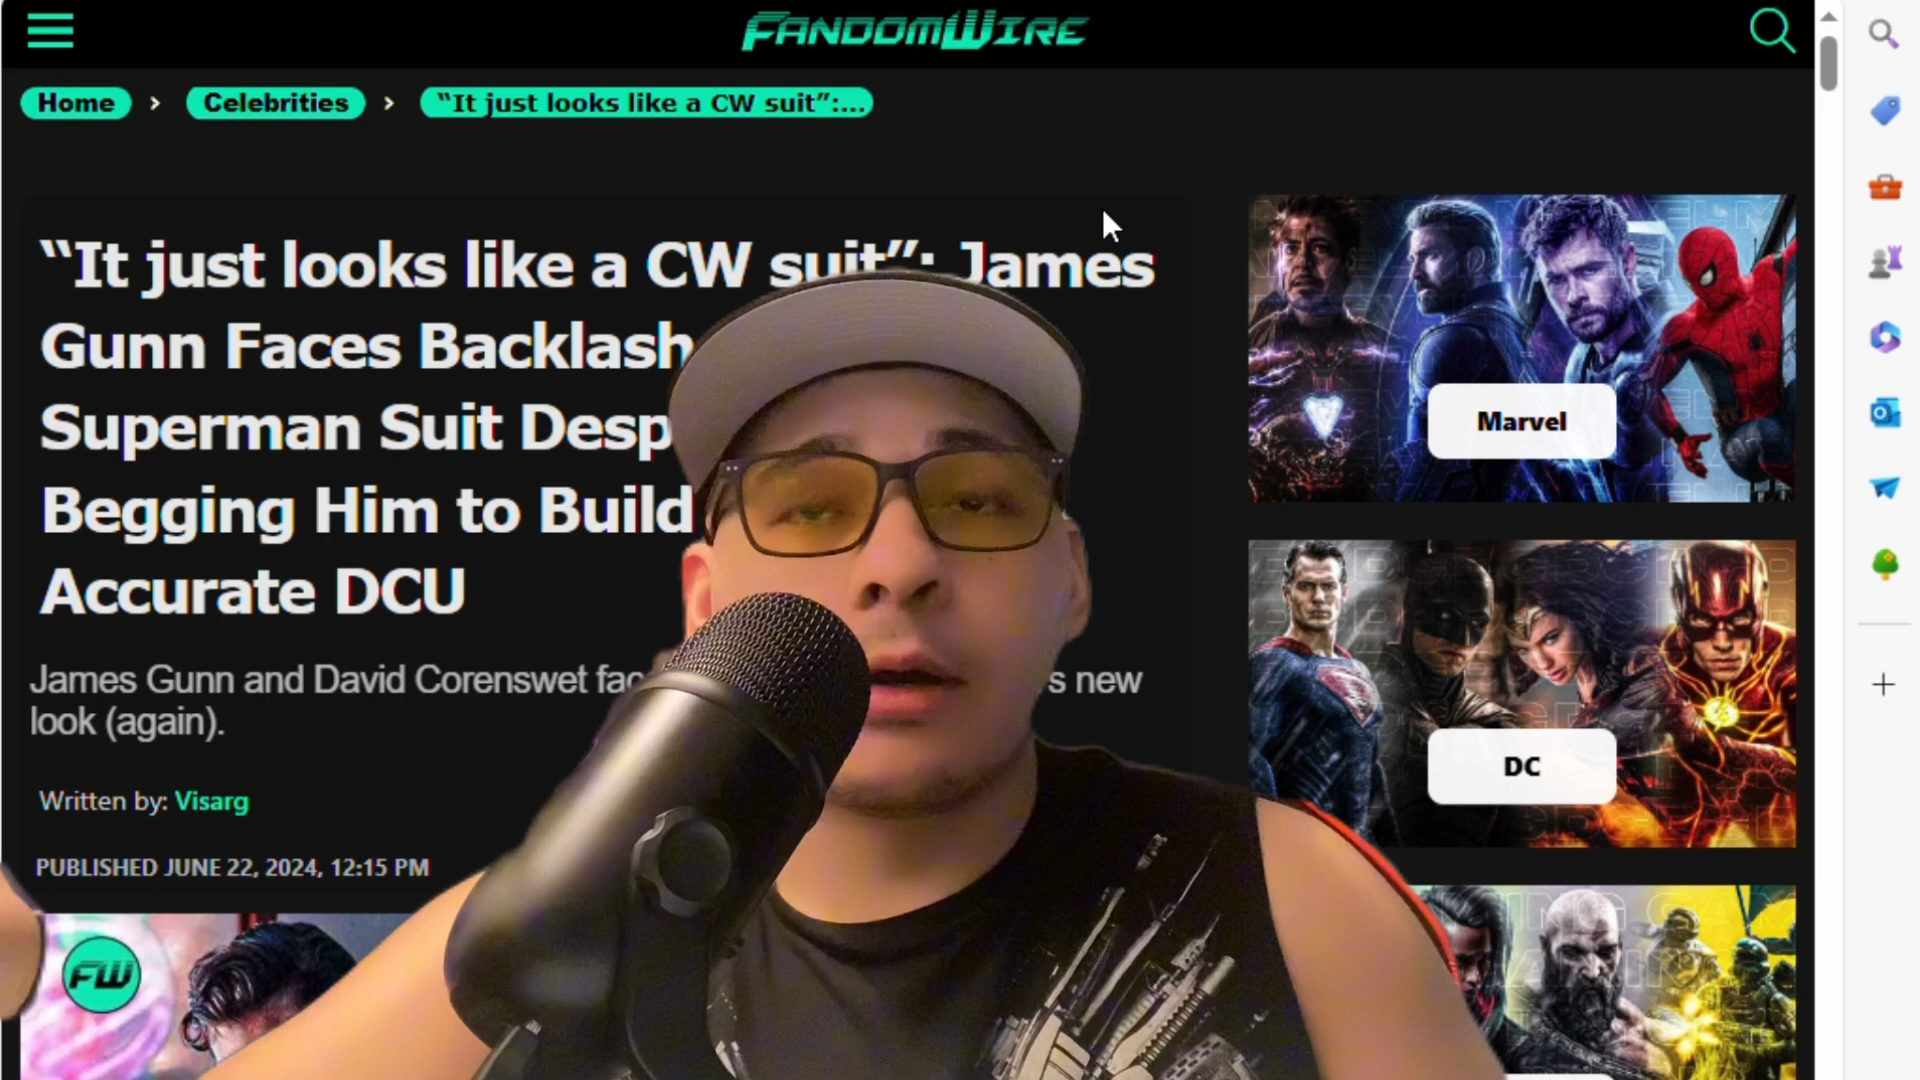 FANDOMWIRE
Home > Celebrities > “It just looks like a CW suit”:...
“It just looks like a CW suit”: James
Gunn Faces Backlash
Superman Suit Desp
Begging Him to Build
Accurate DCU
James Gunn and David Corenswet fac s new
look (again).
Written by: Visarg
PUBLISHED JUNE 22, 2024, 12:15 PM
FW
Marvel
DC